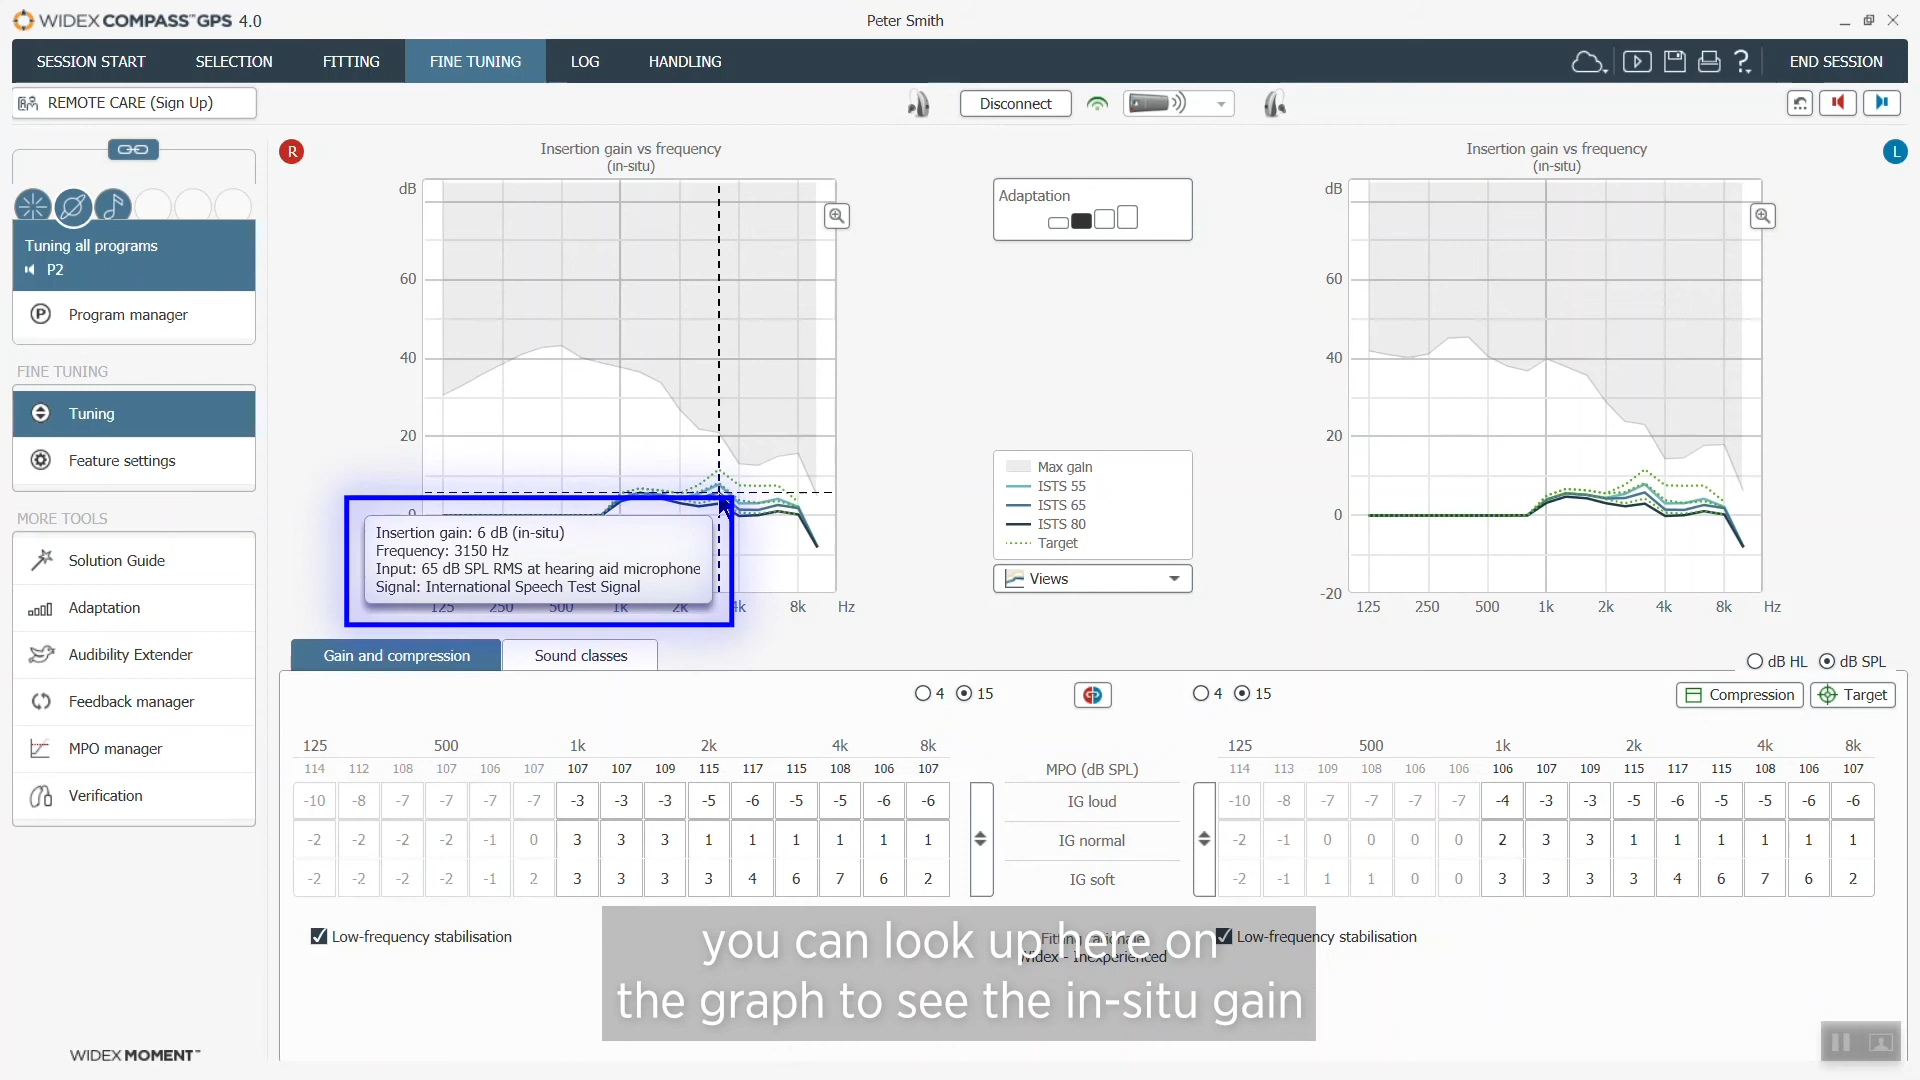 WIDEX COMPASS™ GPS 4.0
Peter Smith
SESSION START
SELECTION
FITTING
FINE TUNING
LOG
HANDLING
?
END SESSION
REMOTE CARE (Sign Up)
Disconnect
Tuning all programs
P2
P Program manager
FINE TUNING
Tuning
Feature settings
MORE TOOLS
Solution Guide
Adaptation
Audibility Extender
Feedback manager
MPO manager
Verification
WIDEX MOMENT™
R
Insertion gain vs frequency
(in-situ)
dB
60
40
20
0
Insertion gain: 6 dB (in-situ)
Frequency: 3150 Hz
Input: 65 dB SPL RMS at hearing aid microphone
Signal: International Speech Test Signal
125 250 500 1k 2k 4k 8k Hz
Adaptation
Max gain
ISTS 55
ISTS 65
ISTS 80
Target
Views
Insertion gain vs frequency
(in-situ)
L
dB
60
40
20
0
-20
125 250 500 1k 2k 4k 8k Hz
Gain and compression
Sound classes
dB HL dB SPL
4 15
4 15
Compression
Target
125 500 1k 2k 4k 8k
114 112 108 107 106 107 107 107 109 115 117 115 108 106 107
-10 -8 -7 -7 -7 -7 -3 -3 -3 -5 -6 -5 -5 -6 -6
-2 -2 -2 -2 -1 0 3 3 3 1 1 1 1 1 1
-2 -2 -2 -2 -1 2 3 3 3 3 4 6 7 6 2
MPO (dB SPL)
IG loud
IG normal
IG soft
125 500 1k 2k 4k 8k
114 113 109 108 106 106 106 107 109 115 117 115 108 106 107
-10 -8 -7 -7 -7 -7 -4 -3 -3 -5 -6 -5 -5 -6 -6
-2 -1 0 0 0 0 2 3 3 1 1 1 1 1 1
-2 -1 1 1 0 0 3 3 3 3 4 6 7 6 2
Low-frequency stabilisation
Fitting rationale
Widex - Inexperienced
Low-frequency stabilisation
you can look up here on
the graph to see the in-situ gain